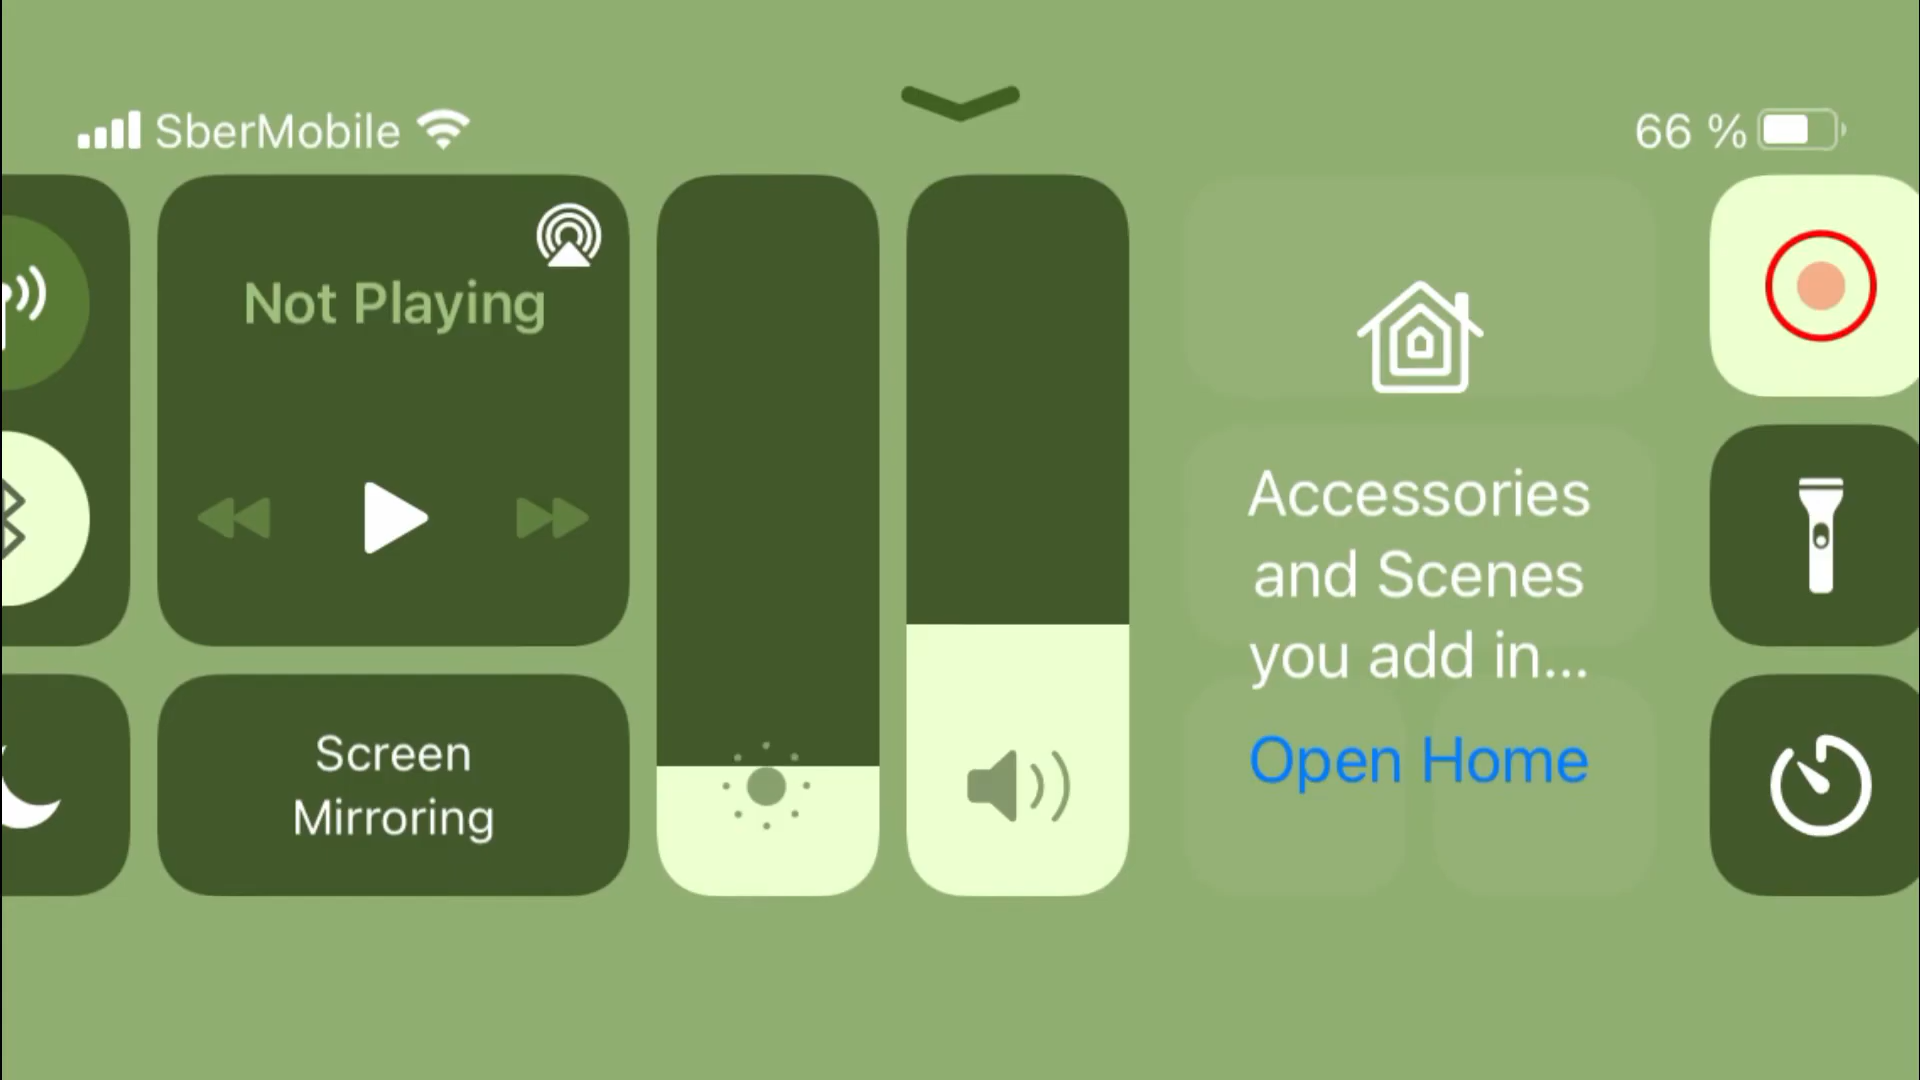 SberMobile
66 %
Not Playing
Screen
Mirroring
Accessories
and Scenes
you add in...
Open Home